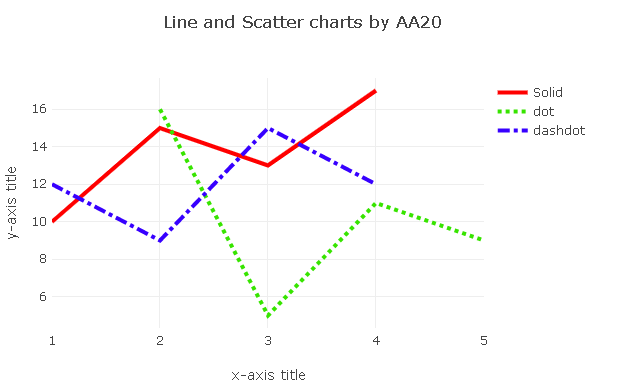 Line and Scatter charts by AA20
Solid
dot
dashdot
y-axis title
16
14
12
10
8
6
1 2 3 4 5
x-axis title